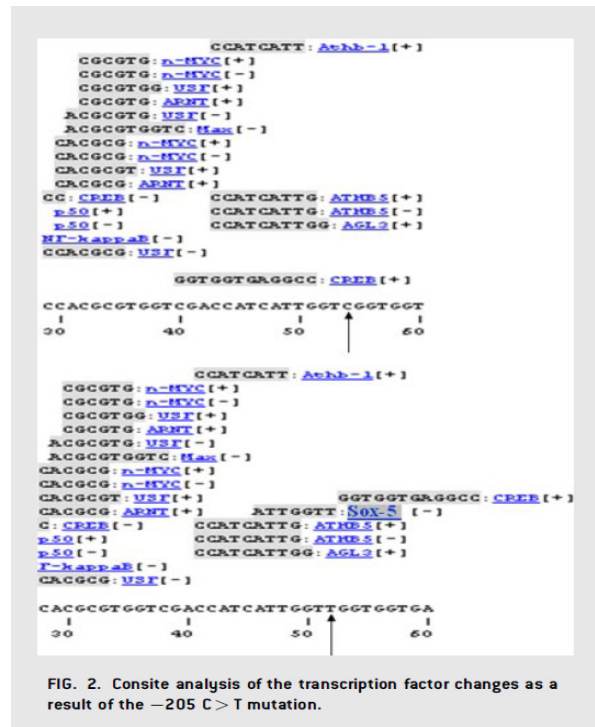 CCATCATT: Athb-1[+]
CGCGTG: n-MYC[+]
CGCGTG: n-MYC[-]
CGCGTGG: USF[+]
CGCGTG: ARNT[+]
ACGCGTG: USF[-]
ACGCGTGGTC: Max[-]
CACGCG: n-MYC[+]
CACGCG: n-MYC[-]
CACGCGT: USF[+]
CACGCG: ARNT[+]
CC: CREB[-] CCATCATTG: ATHB5[+]
p50[+] CCATCATTG: ATHB5[-]
p50[-] CCATCATTGG: AGL3[+]
NF-kappaB[-]
CCACGCG: USF[-]
GGTGGTGAGGCC: CREB[+]
CCACGCGTGGTCGACCATCATTGGTCGGTGGT
30 40 50 60
CCATCATT: Athb-1[+]
CGCGTG: n-MYC[+]
CGCGTG: n-MYC[-]
CGCGTGG: USF[+]
CGCGTG: ARNT[+]
ACGCGTG: USF[-]
ACGCGTGGTC: Max[-]
CACGCG: n-MYC[+]
CACGCG: n-MYC[-]
CACGCGT: USF[+] GGTGGTGAGGCC: CREB[+]
CACGCG: ARNT[+] ATTGGTT: Sox-5 [-]
C: CREB[-] CCATCATTG: ATHB5[+]
p50[+] CCATCATTG: ATHB5[-]
p50[-] CCATCATTGG: AGL3[+]
F-kappaB[-]
CACGCG: USF[-]
CACGCGTGGTCGACCATCATTGGTTGGTGGTGA
30 40 50 60
FIG. 2. Consite analysis of the transcription factor changes as a
result of the −205 C > T mutation.